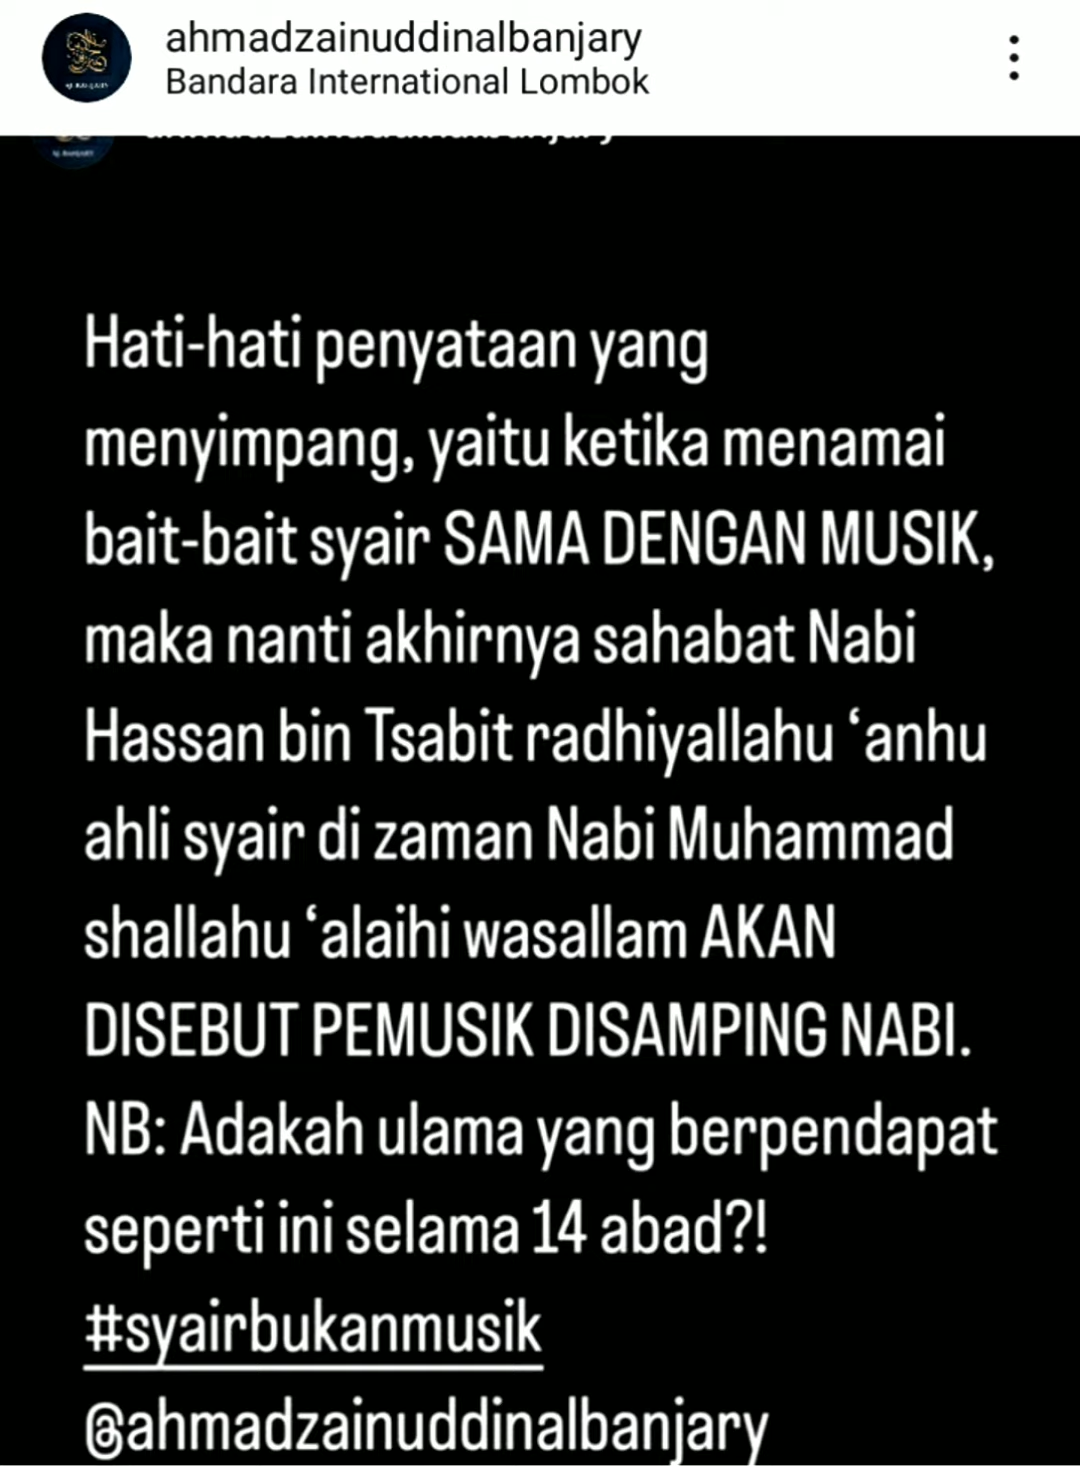 ahmadzainuddinalbanjary
Bandara International Lombok
Hati-hati penyataan yang
menyimpang, yaitu ketika menamai
bait-bait syair SAMA DENGAN MUSIK,
maka nanti akhirnya sahabat Nabi
Hassan bin Tsabit radhiyallahu ‘anhu
ahli syair di zaman Nabi Muhammad
shallahu ‘alaihi wasallam AKAN
DISEBUT PEMUSIK DISAMPING NABI.
NB: Adakah ulama yang berpendapat
seperti ini selama 14 abad?!
#syairbukanmusik
@ahmadzainuddinalbanjary